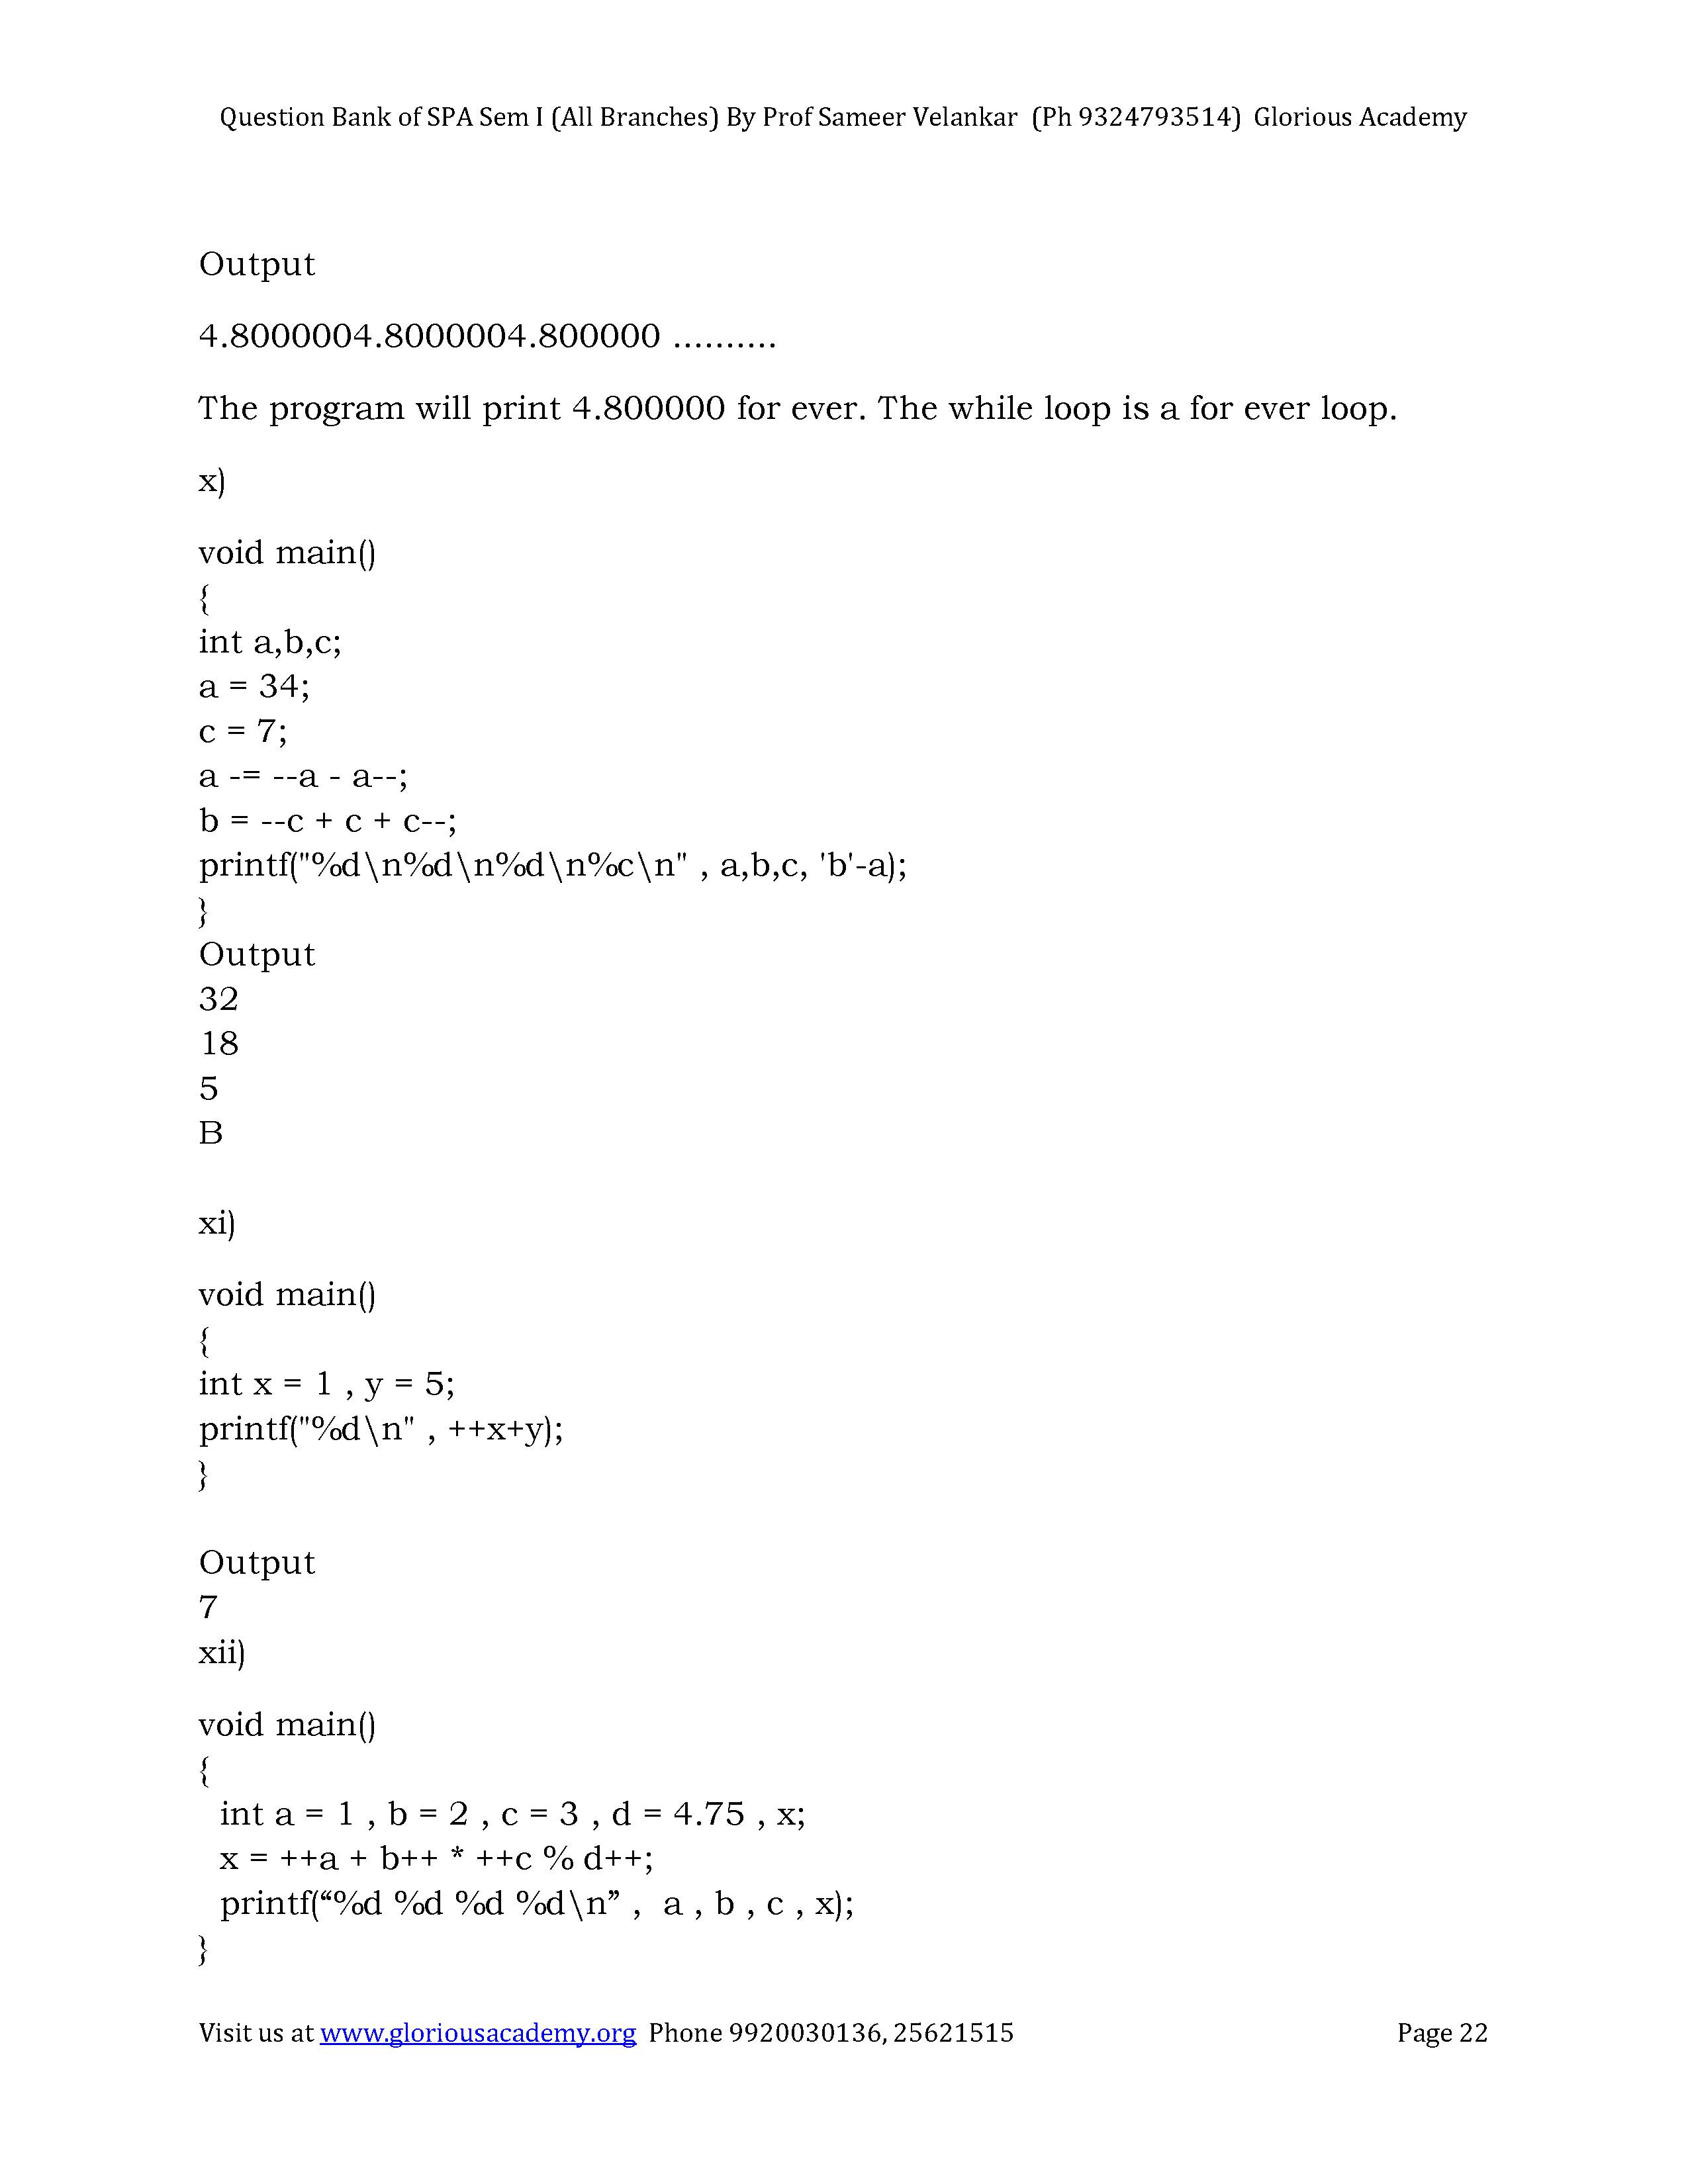 Question Bank of SPA Sem I (All Branches) By Prof Sameer Velankar  (Ph 9324793514)  Glorious Academy
Output
4.8000004.8000004.800000 ..........
The program will print 4.800000 for ever. The while loop is a for ever loop.
x)
void main()
{
int a,b,c;
a = 34;
c = 7;
a -= --a - a--;
b = --c + c + c--;
printf("%d\n%d\n%d\n%c\n" , a,b,c, 'b'-a);
}
Output
32
18
5
B
xi)
void main()
{
int x = 1 , y = 5;
printf("%d\n" , ++x+y);
}
Output
7
xii)
void main()
{
int a = 1 , b = 2 , c = 3 , d = 4.75 , x;
x = ++a + b++ * ++c % d++;
printf(“%d %d %d %d\n” ,  a , b , c , x);
}
Visit us at www.gloriousacademy.org  Phone 9920030136, 25621515 Page 22